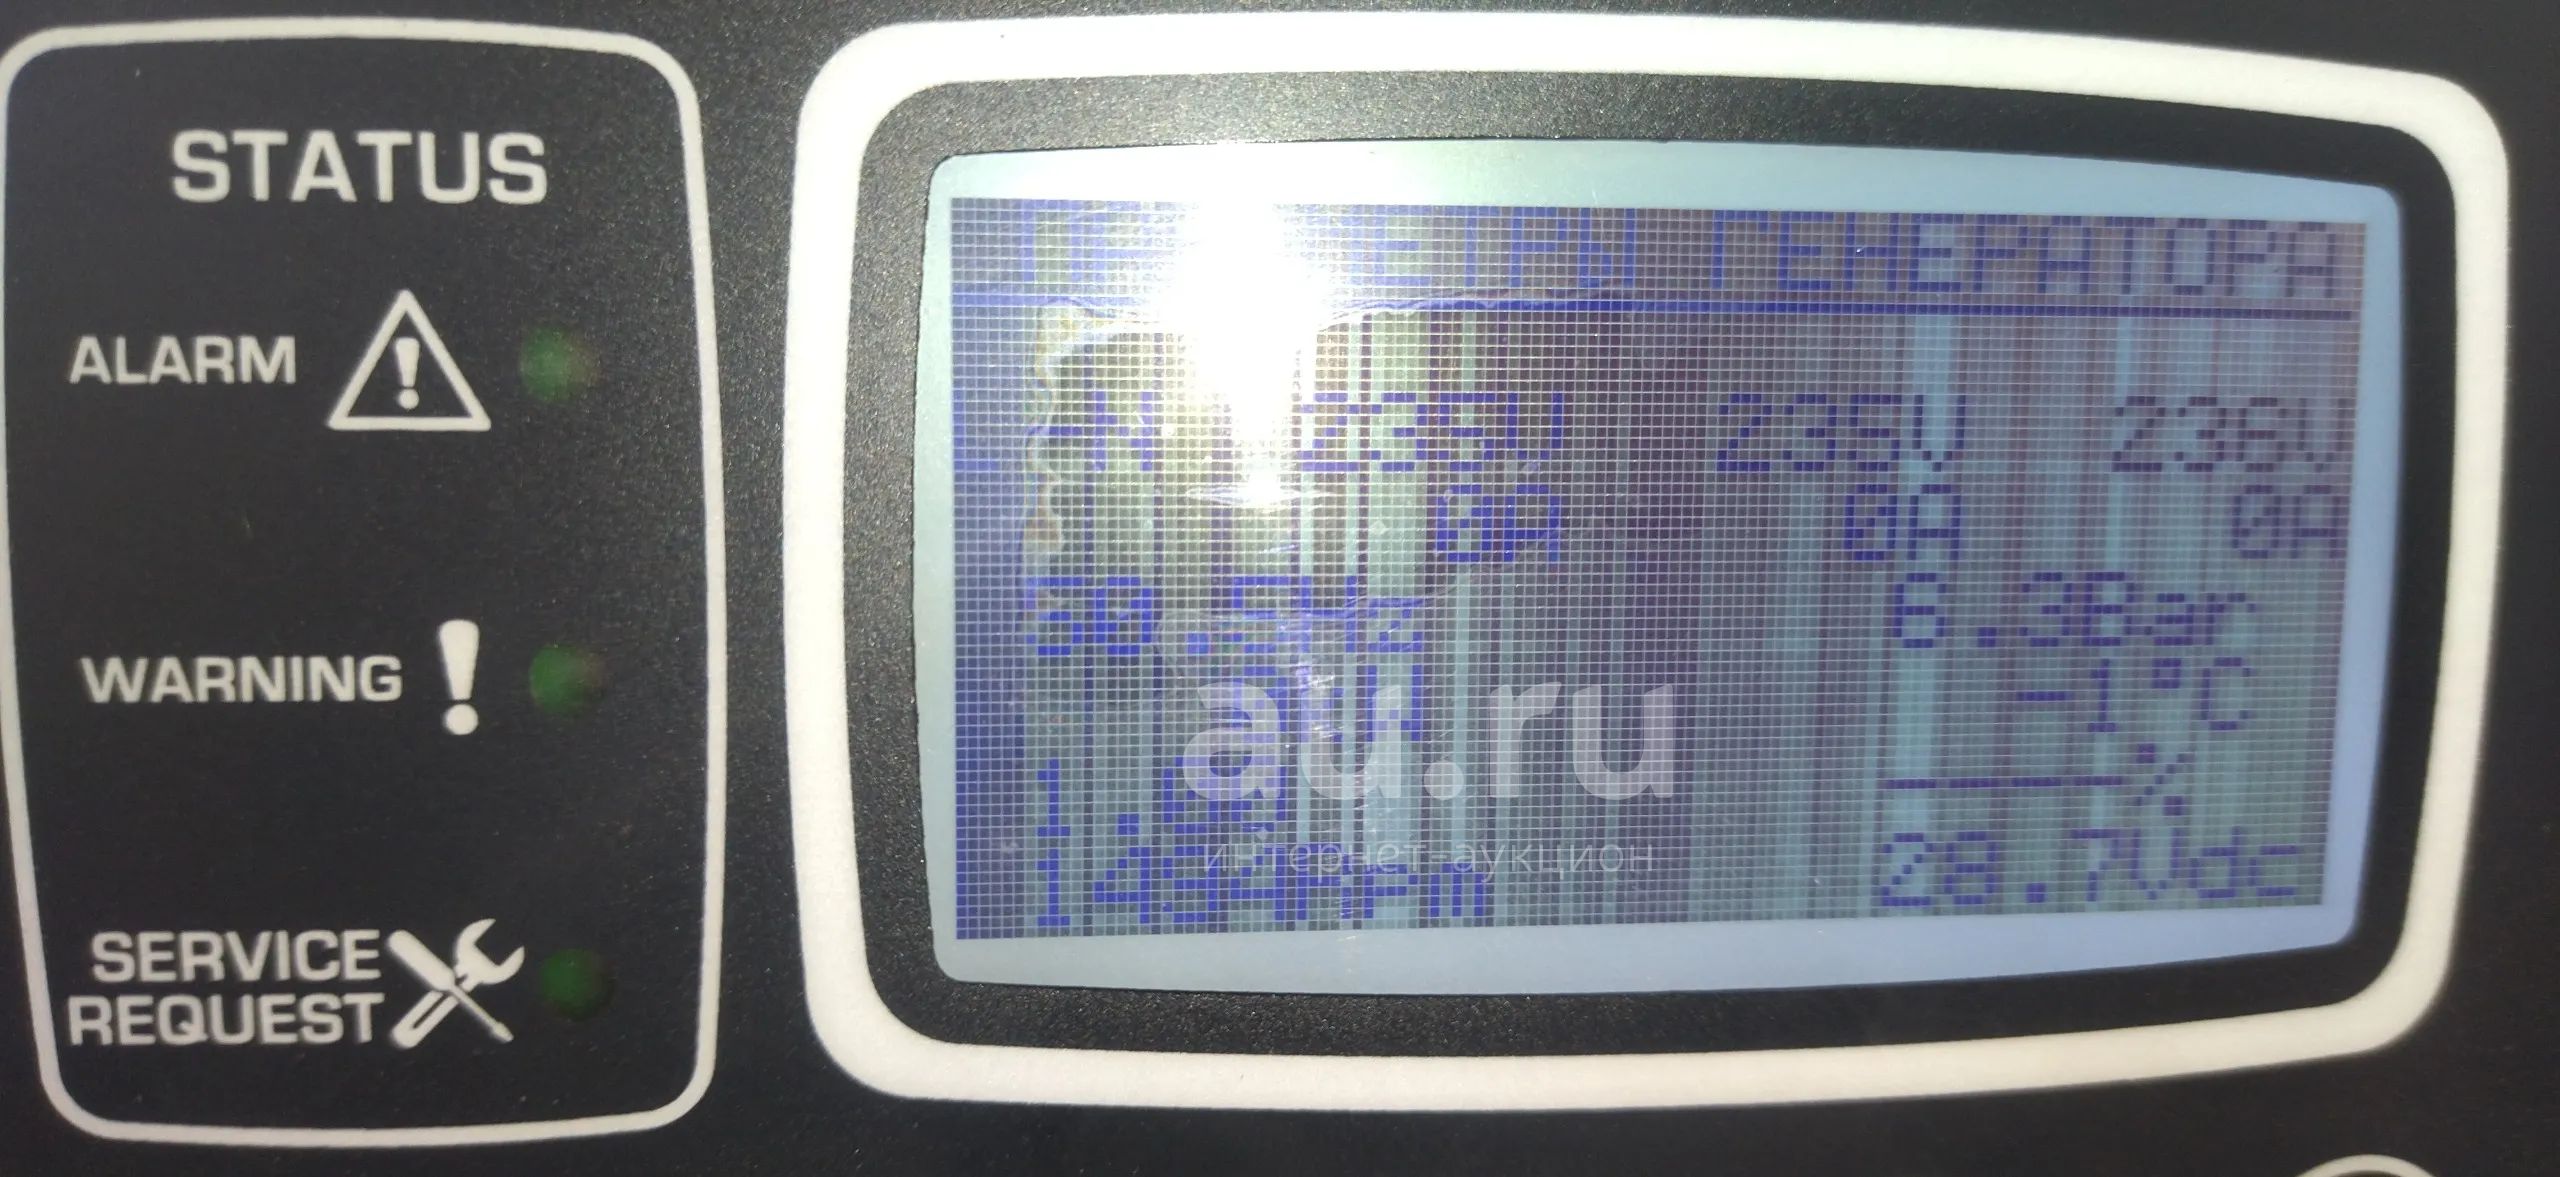 STATUS
ALARM
WARNING
SERVICE
REQUEST
ГЕНЕРАТОРА
235V 235V 236V
0A 0A 0A
6.3Bar
-1°C
-----%
28.7Vdc
au.ru
интернет-аукцион